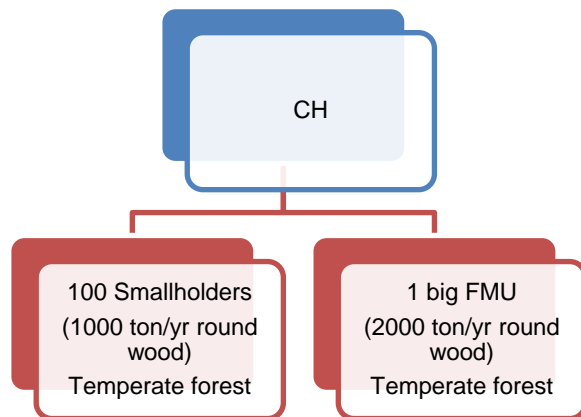 CH
100 Smallholders
(1000 ton/yr round
wood)
Temperate forest
1 big FMU
(2000 ton/yr round
wood)
Temperate forest